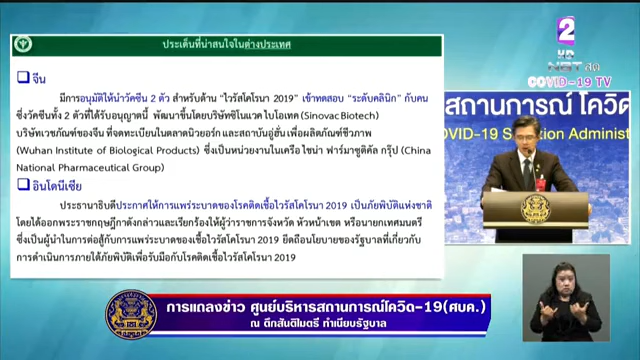 ประเด็นที่น่าสนใจในต่างประเทศ
จีน
มีการอนุมัติให้นำวัคซีน 2 ตัว สำหรับต้าน "ไวรัสโคโรนา 2019" เข้าทดสอบ "ระดับคลินิก" กับคน
ซึ่งวัคซีนทั้ง 2 ตัวที่ได้รับอนุญาตนี้ พัฒนาขึ้นโดยบริษัทซิโนแวค ไบโอเทค (Sinovac Biotech)
บริษัทเวชภัณฑ์ของจีน ที่จดทะเบียนในตลาดนิวยอร์ก และสถาบันอู่ฮั่น เพื่อผลิตภัณฑ์ชีวภาพ
(Wuhan Institute of Biological Products) ซึ่งเป็นหน่วยงานในเครือ ไชน่า ฟาร์มาซูติคัล กรุ๊ป (China
National Pharmaceutical Group)
อินโดนีเซีย
ประธานาธิบดีประกาศให้การแพร่ระบาดของโรคติดเชื้อไวรัสโคโรนา 2019 เป็นภัยพิบัติแห่งชาติ
โดยได้ออกพระราชกฤษฎีกาดังกล่าวและเรียกร้องให้ผู้ว่าราชการจังหวัด หัวหน้าเขต หรือนายกเทศมนตรี
ซึ่งเป็นผู้นำในการต่อสู้กับการแพร่ระบาดของเชื้อไวรัสโคโรนา 2019 ยึดถือนโยบายของรัฐบาลที่เกี่ยวกับ
การดำเนินการภายใต้ภัยพิบัติเพื่อรับมือกับโรคติดเชื้อไวรัสโคโรนา 2019
2
NBT สด
COVID-19 TV
สถานการณ์ โควิด
OVID-19 Administ
การแถลงข่าว ศูนย์บริหารสถานการณ์โควิด-19(ศบค.)
ณ ตึกสันติไมตรี ทำเนียบรัฐบาล